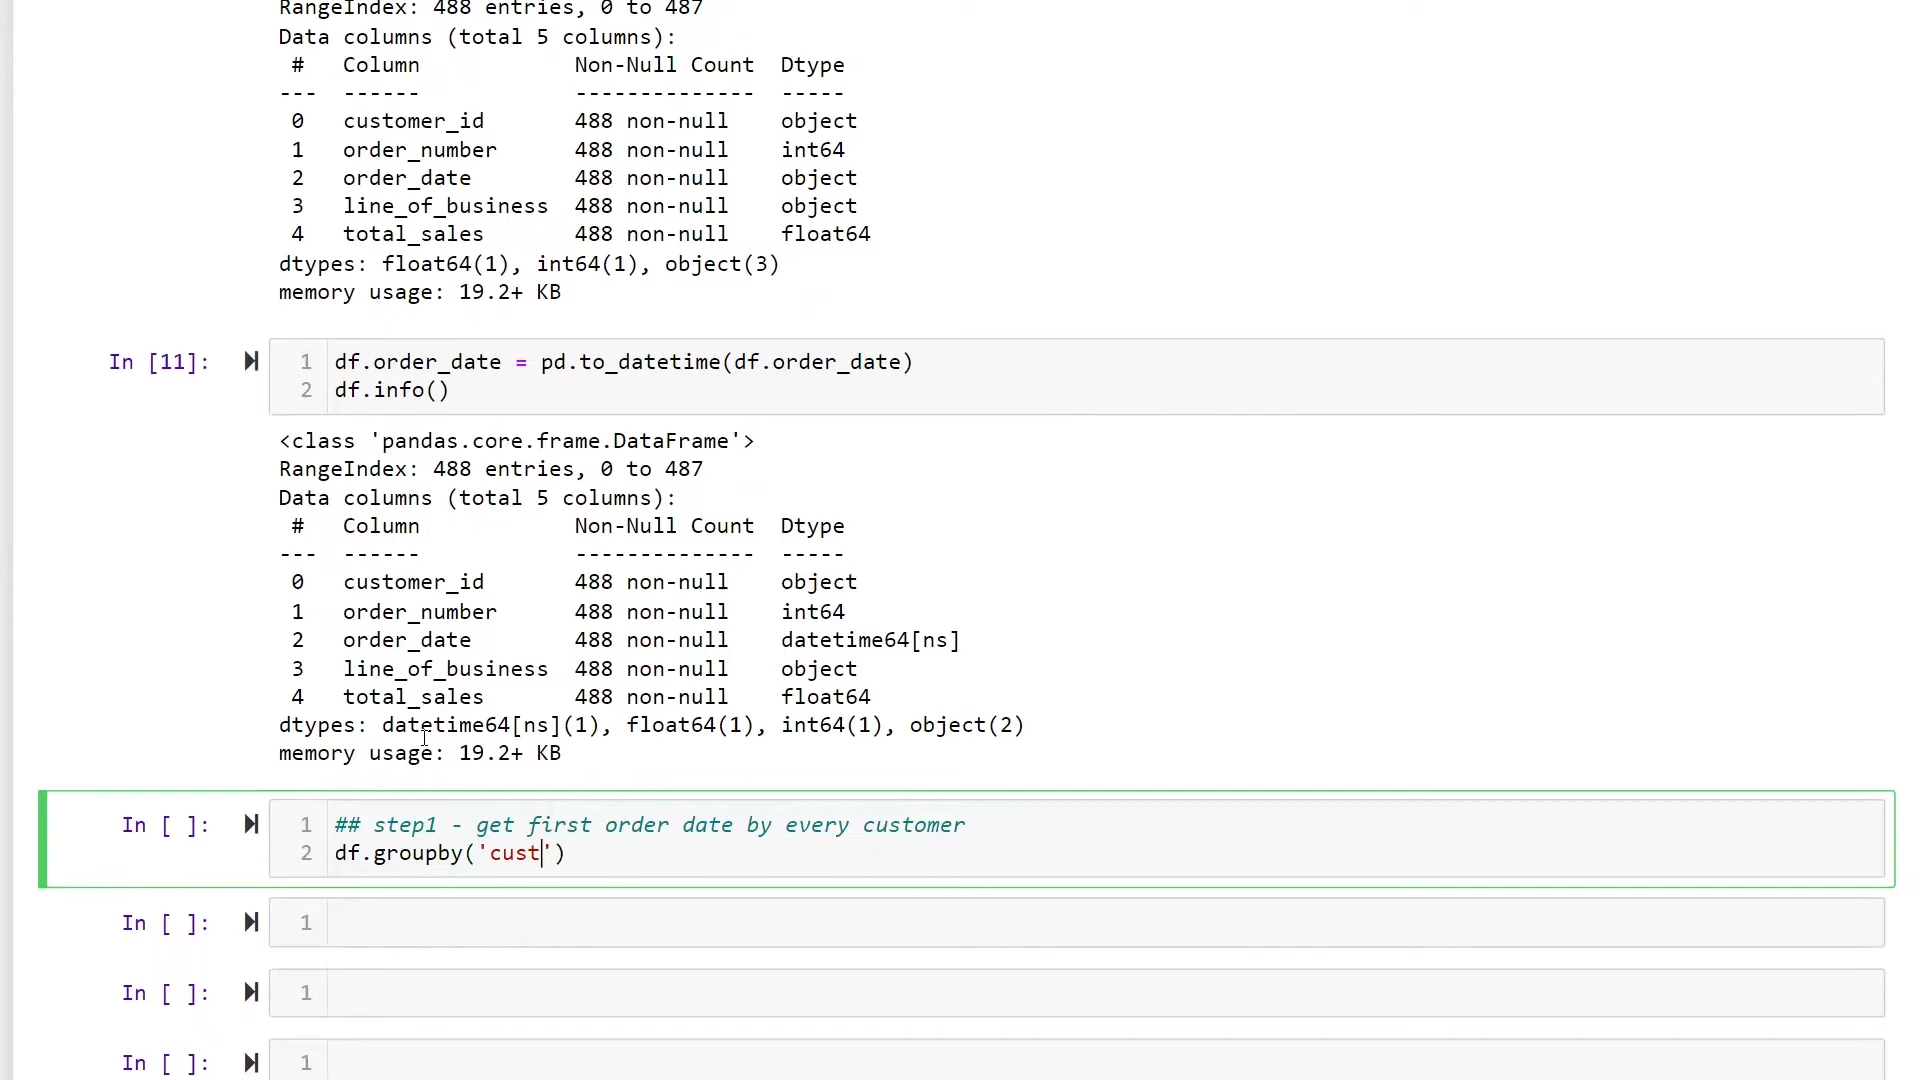 RangeIndex: 488 entries, 0 to 487
Data columns (total 5 columns):
# Column Non-Null Count Dtype
--- ------ -------------- -----
0 customer_id 488 non-null object
1 order_number 488 non-null int64
2 order_date 488 non-null object
3 line_of_business 488 non-null object
4 total_sales 488 non-null float64
dtypes: float64(1), int64(1), object(3)
memory usage: 19.2+ KB
In [11]: 1 df.order_date = pd.to_datetime(df.order_date)
2 df.info()
<class 'pandas.core.frame.DataFrame'>
RangeIndex: 488 entries, 0 to 487
Data columns (total 5 columns):
# Column Non-Null Count Dtype
--- ------ -------------- -----
0 customer_id 488 non-null object
1 order_number 488 non-null int64
2 order_date 488 non-null datetime64[ns]
3 line_of_business 488 non-null object
4 total_sales 488 non-null float64
dtypes: datetime64[ns](1), float64(1), int64(1), object(2)
memory usage: 19.2+ KB
In [ ]: 1 ## step1 - get first order date by every customer
2 df.groupby('cust')
In [ ]: 1
In [ ]: 1
In [ ]: 1